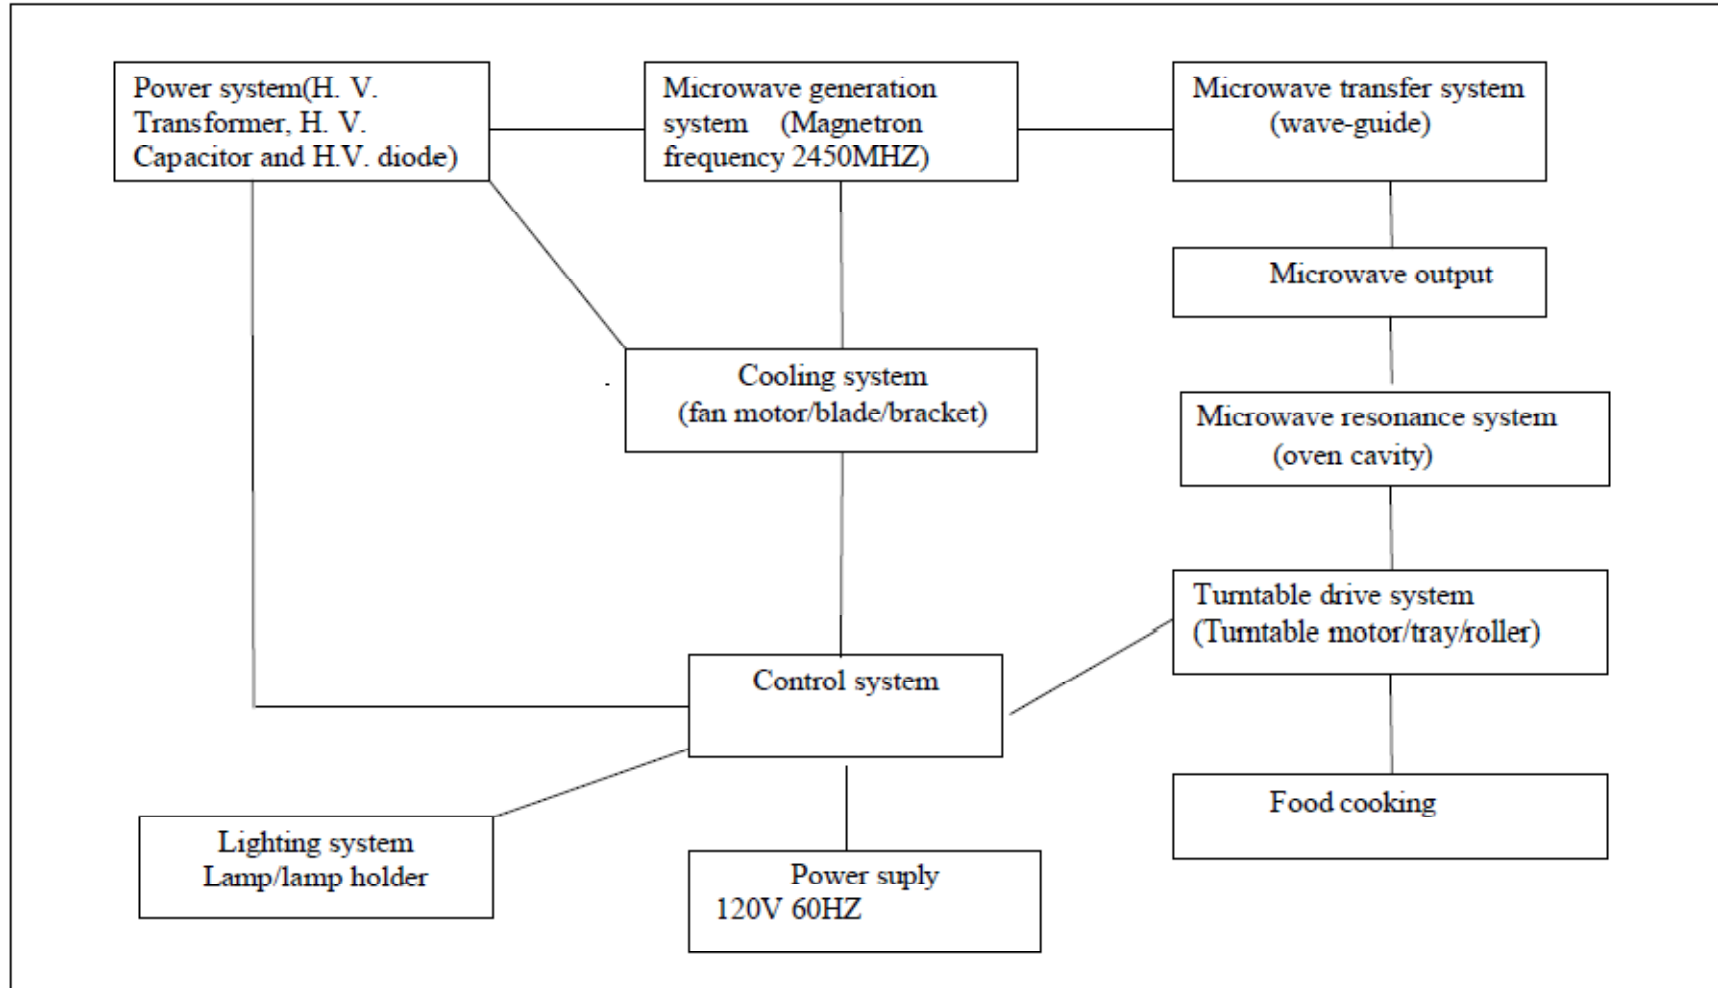 Power system(H. V.
Transformer, H. V.
Capacitor and H.V. diode)
Microwave generation
system (Magnetron
frequency 2450MHZ)
Microwave transfer system
(wave-guide)
Microwave output
Cooling system
(fan motor/blade/bracket)
Microwave resonance system
(oven cavity)
Turntable drive system
(Turntable motor/tray/roller)
Control system
Food cooking
Lighting system
Lamp/lamp holder
Power suply
120V 60HZ